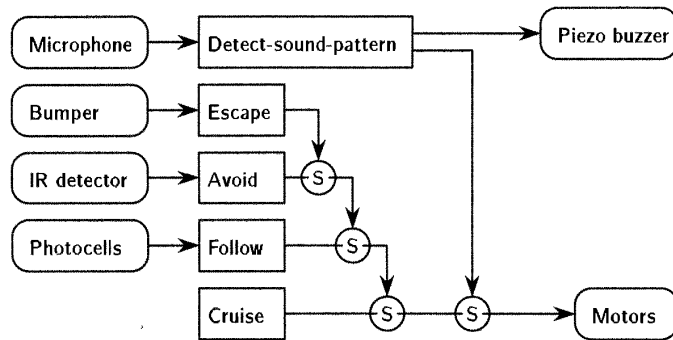 Microphone
Detect-sound-pattern
Piezo buzzer
Bumper
Escape
IR detector
Avoid
S
Photocells
Follow
S
Cruise
S
S
Motors